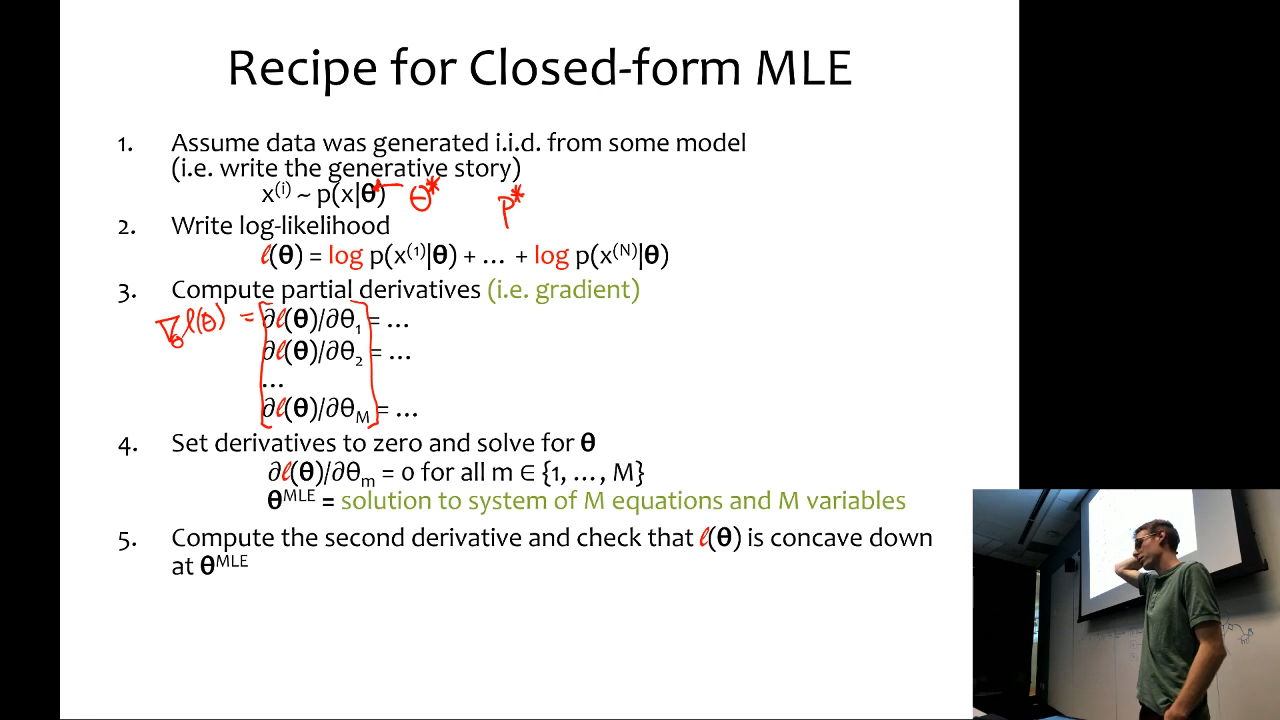 Recipe for Closed-form MLE
1. Assume data was generated i.i.d. from some model
(i.e. write the generative story)
x⁽ⁱ⁾ ~ p(x|θ) θ* p*
2. Write log-likelihood
ℓ(θ) = log p(x⁽¹⁾|θ) + … + log p(x⁽ᴺ⁾|θ)
3. Compute partial derivatives (i.e. gradient)
∇θ ℓ(θ) = ∂ℓ(θ)/∂θ₁ = …
∂ℓ(θ)/∂θ₂ = …
…
∂ℓ(θ)/∂θM = …
4. Set derivatives to zero and solve for θ
∂ℓ(θ)/∂θm = 0 for all m ∈ {1, …, M}
θMLE = solution to system of M equations and M variables
5. Compute the second derivative and check that ℓ(θ) is concave down
at θMLE